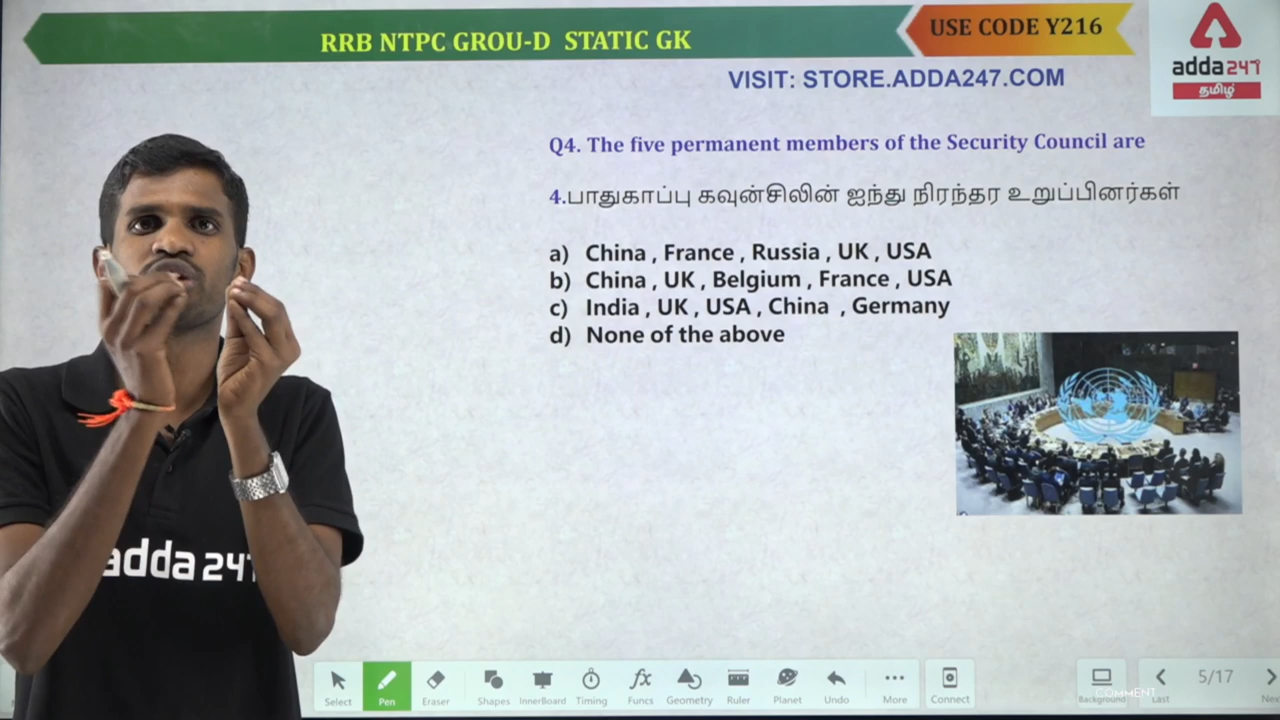 RRB NTPC GROU-D STATIC GK
USE CODE Y216
adda247
தமிழ்
VISIT: STORE.ADDA247.COM
Q4. The five permanent members of the Security Council are
4.பாதுகாப்பு கவுன்சிலின் ஐந்து நிரந்தர உறுப்பினர்கள்
a) China , France , Russia , UK , USA
b) China , UK , Belgium , France , USA
c) India , UK , USA , China , Germany
d) None of the above
adda 247
Select
Pen
Eraser
Shapes
InnerBoard
Timing
Funcs
Geometry
Ruler
Planet
Undo
More
Connect
Background
COMMENT
Last
5/17